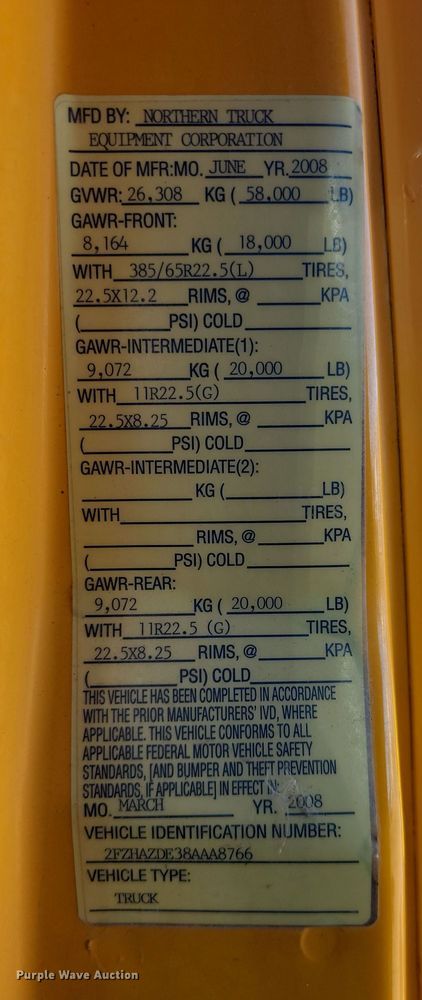 MFD BY: NORTHERN TRUCK
EQUIPMENT CORPORATION
DATE OF MFR: MO. JUNE YR. 2008
GVWR: 26,308 KG ( 58,000 LB)
GAWR-FRONT:
8,164 KG ( 18,000 LB)
WITH 385/65R22.5(L) TIRES,
22.5X12.2 RIMS, @ KPA
( PSI) COLD
GAWR-INTERMEDIATE(1):
9,072 KG ( 20,000 LB)
WITH 11R22.5(G) TIRES,
22.5X8.25 RIMS, @ KPA
( PSI) COLD
GAWR-INTERMEDIATE(2):
KG ( LB)
WITH TIRES,
RIMS, @ KPA
( PSI) COLD
GAWR-REAR:
9,072 KG ( 20,000 LB)
WITH 11R22.5 (G) TIRES,
22.5X8.25 RIMS, @ KPA
( PSI) COLD
THIS VEHICLE HAS BEEN COMPLETED IN ACCORDANCE
WITH THE PRIOR MANUFACTURERS' IVD, WHERE
APPLICABLE. THIS VEHICLE CONFORMS TO ALL
APPLICABLE FEDERAL MOTOR VEHICLE SAFETY
STANDARDS, [AND BUMPER AND THEFT PREVENTION
STANDARDS, IF APPLICABLE] IN EFFECT IN:
MO. MARCH YR. 2008
VEHICLE IDENTIFICATION NUMBER:
2FZHAZDE38AAA8766
VEHICLE TYPE:
TRUCK
Purple Wave Auction